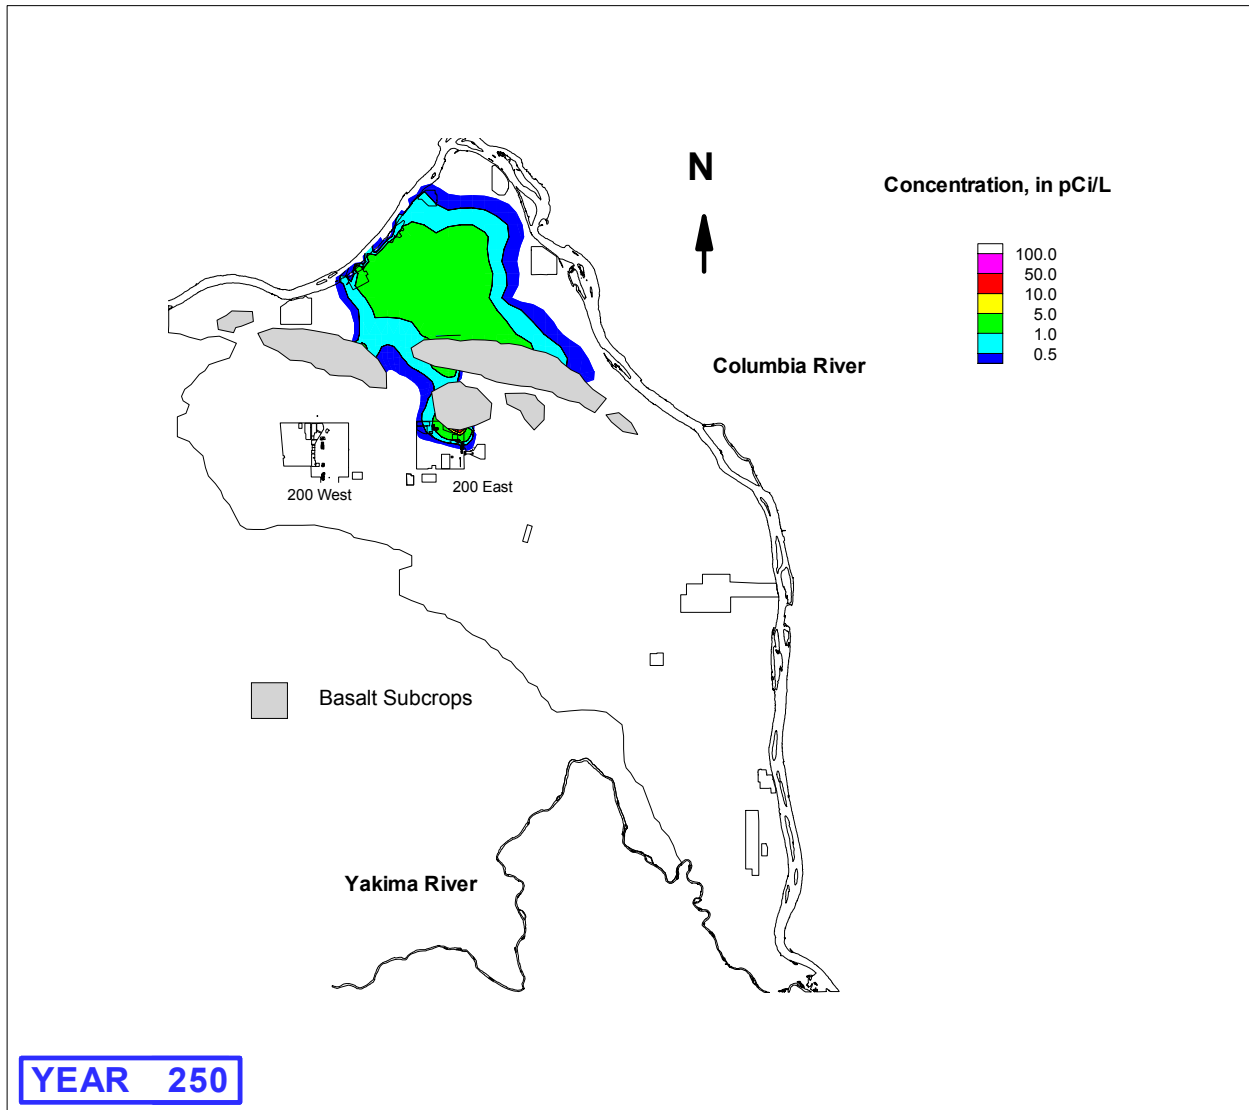 N
Concentration, in pCi/L
100.0
50.0
10.0
5.0
1.0
0.5
Columbia River
200 West
200 East
Basalt Subcrops
Yakima River
YEAR 250